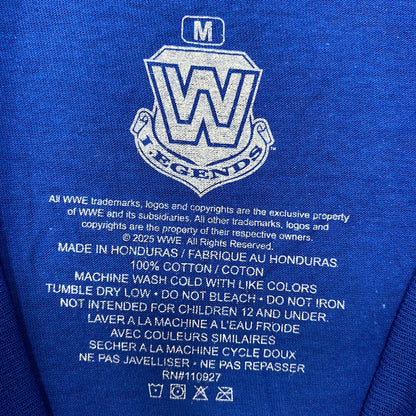 M
W
LEGENDS
TM
All WWE trademarks, logos and copyrights are the exclusive property
of WWE and its subsidiaries. All other trademarks, logos and
copyrights are the property of their respective owners.
© 2025 WWE. All Rights Reserved.
MADE IN HONDURAS / FABRIQUE AU HONDURAS
100% COTTON / COTON
MACHINE WASH COLD WITH LIKE COLORS
TUMBLE DRY LOW • DO NOT BLEACH • DO NOT IRON
NOT INTENDED FOR CHILDREN 12 AND UNDER.
LAVER A LA MACHINE A L'EAU FROIDE
AVEC COULEURS SIMILAIRES
SECHER A LA MACHINE CYCLE DOUX
NE PAS JAVELLISER • NE PAS REPASSER
RN#110927